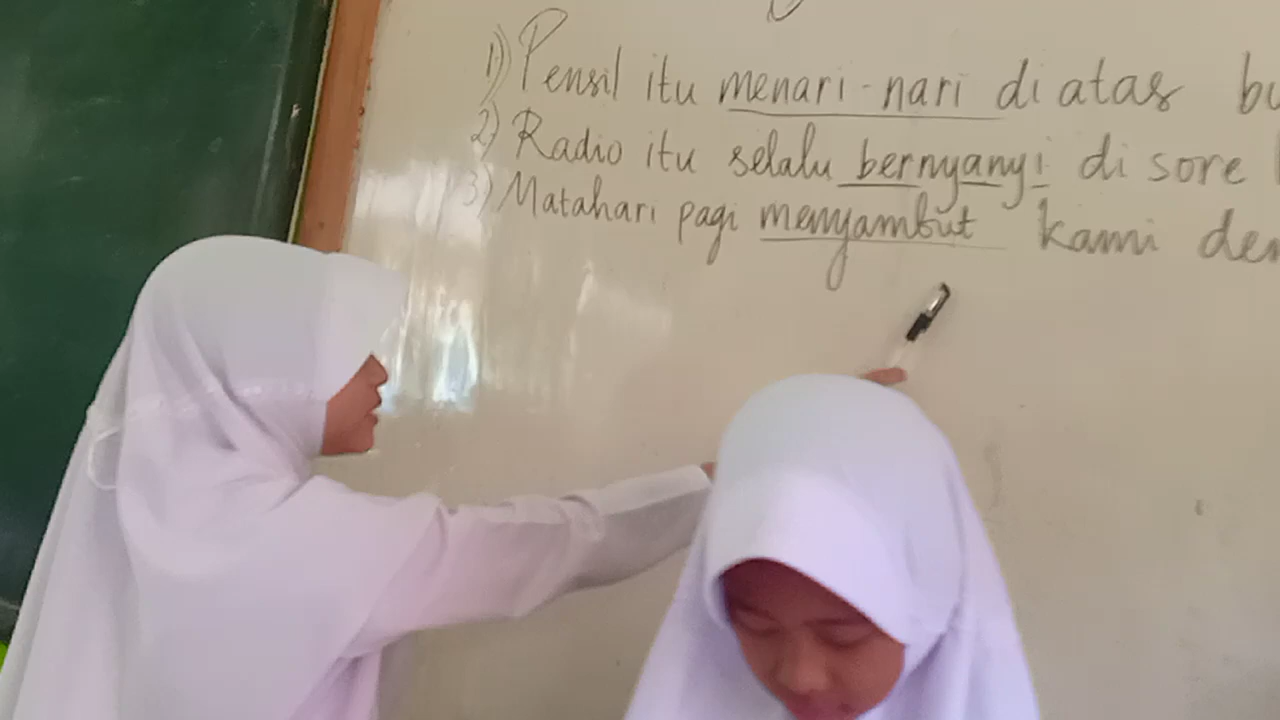 1) Pensil itu menari-nari di atas
2) Radio itu selalu bernyanyi di sore
3) Matahari pagi menyambut kami